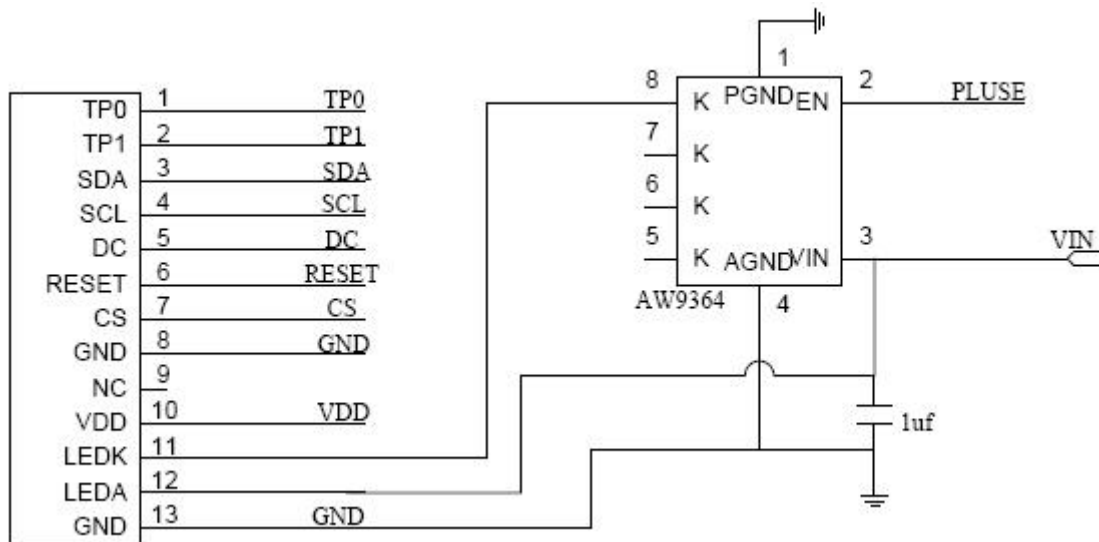 TP0 1 TP0
TP1 2 TP1
SDA 3 SDA
SCL 4 SCL
DC 5 DC
RESET 6 RESET
CS 7 CS
GND 8 GND
NC 9
VDD 10 VDD
LEDK 11
LEDA 12
GND 13 GND
1
8 K PGND EN 2 PLUSE
7 K
6 K
5 K AGND VIN 3 VIN
AW9364 4
1uf